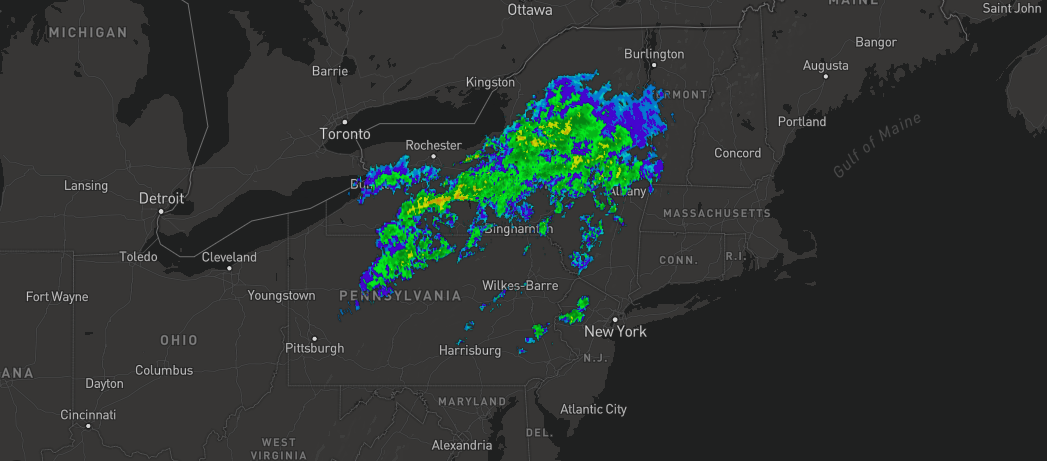 Ottawa
Saint John
MAINE
MICHIGAN
Bangor
Burlington
Augusta
Barrie
Kingston
Portland
Toronto
Rochester
Concord
Gulf of Maine
Lansing
Detroit
Albany
MASSACHUSETTS
Binghamton
CONN.
R.I.
Toledo
Cleveland
Wilkes-Barre
Fort Wayne
Youngstown
PENNSYLVANIA
New York
OHIO
Pittsburgh
Harrisburg
N.J.
Columbus
ANA
Dayton
MARYLAND
Atlantic City
Cincinnati
DEL.
WEST
VIRGINIA
Alexandria